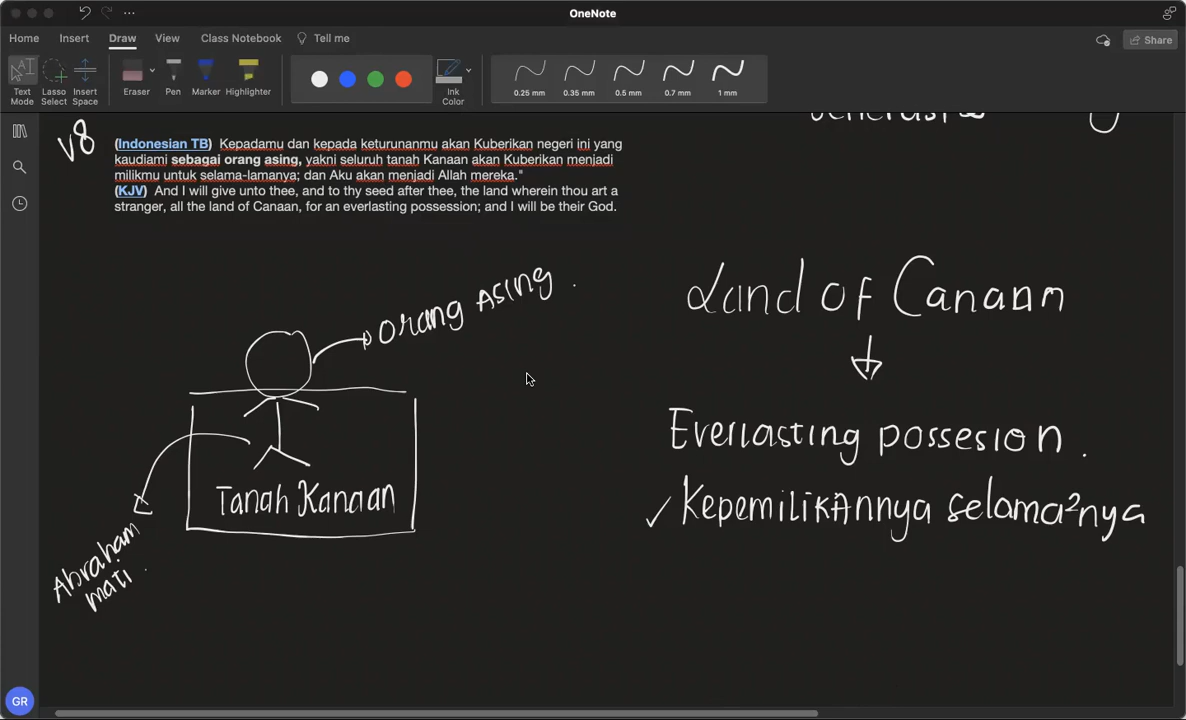 OneNote
Home Insert Draw View Class Notebook Tell me
Share
Text Mode
Lasso Select
Insert Space
Eraser
Pen
Marker
Highlighter
Ink Color
0.25 mm 0.35 mm 0.5 mm 0.7 mm 1 mm
v8
(Indonesian TB) Kepadamu dan kepada keturunanmu akan Kuberikan negeri ini yang
kaudiami sebagai orang asing, yakni seluruh tanah Kanaan akan Kuberikan menjadi
milikmu untuk selama-lamanya; dan Aku akan menjadi Allah mereka."
(KJV) And I will give unto thee, and to thy seed after thee, the land wherein thou art a
stranger, all the land of Canaan, for an everlasting possession; and I will be their God.
Orang Asing.
Tanah Kanaan
Abraham
mati.
Land of Canaan
Everlasting possesion.
✓ Kepemilikannya selama²nya
GR